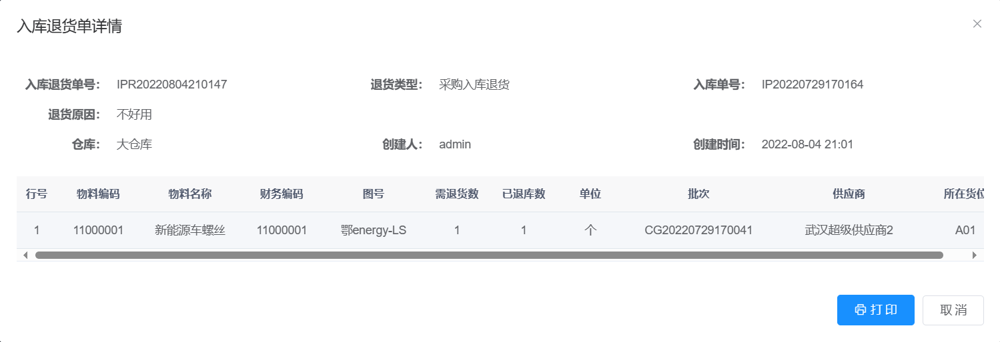 入库退货单详情
入库退货单号： IPR20220804210147 退货类型： 采购入库退货 入库单号： IP20220729170164
退货原因： 不好用
仓库： 大仓库 创建人： admin 创建时间： 2022-08-04 21:01
行号 物料编码 物料名称 财务编码 图号 需退货数 已退库数 单位 批次 供应商 所在货位
1 11000001 新能源车螺丝 11000001 鄂energy-LS 1 1 个 CG20220729170041 武汉超级供应商2 A01
打印 取消